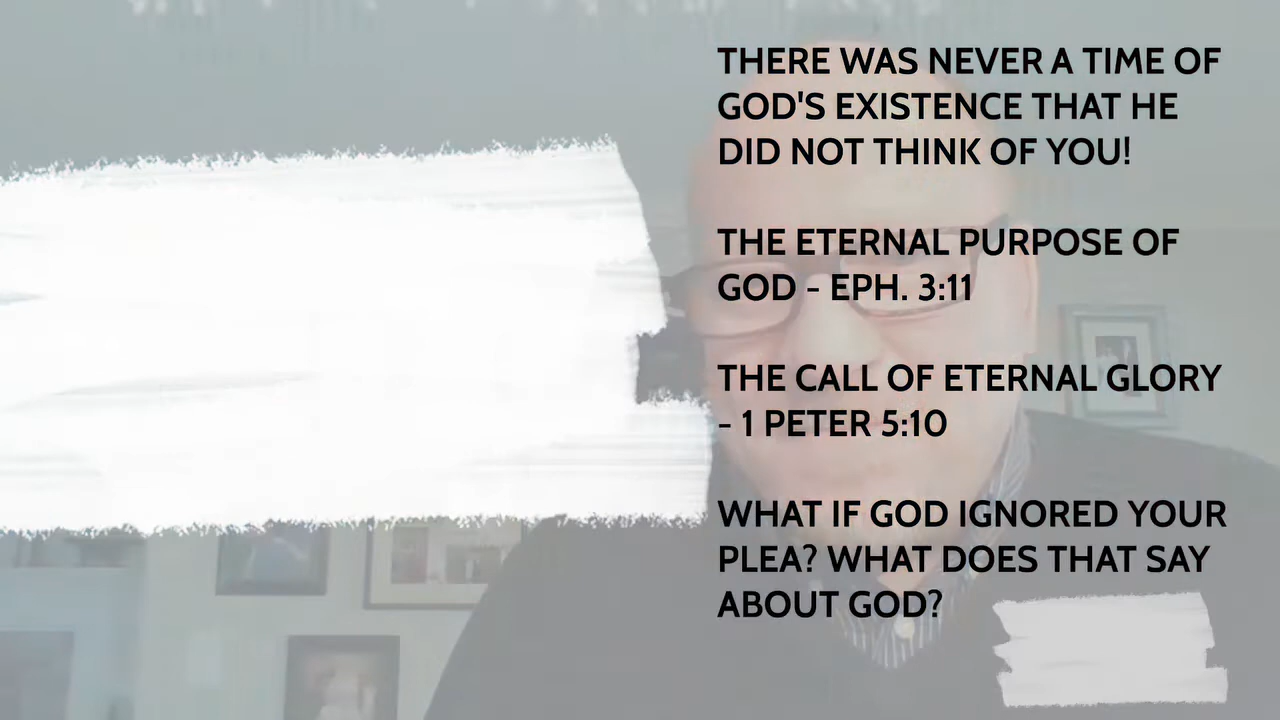 THERE WAS NEVER A TIME OF
GOD'S EXISTENCE THAT HE
DID NOT THINK OF YOU!
THE ETERNAL PURPOSE OF
GOD - EPH. 3:11
THE CALL OF ETERNAL GLORY
- 1 PETER 5:10
WHAT IF GOD IGNORED YOUR
PLEA? WHAT DOES THAT SAY
ABOUT GOD?